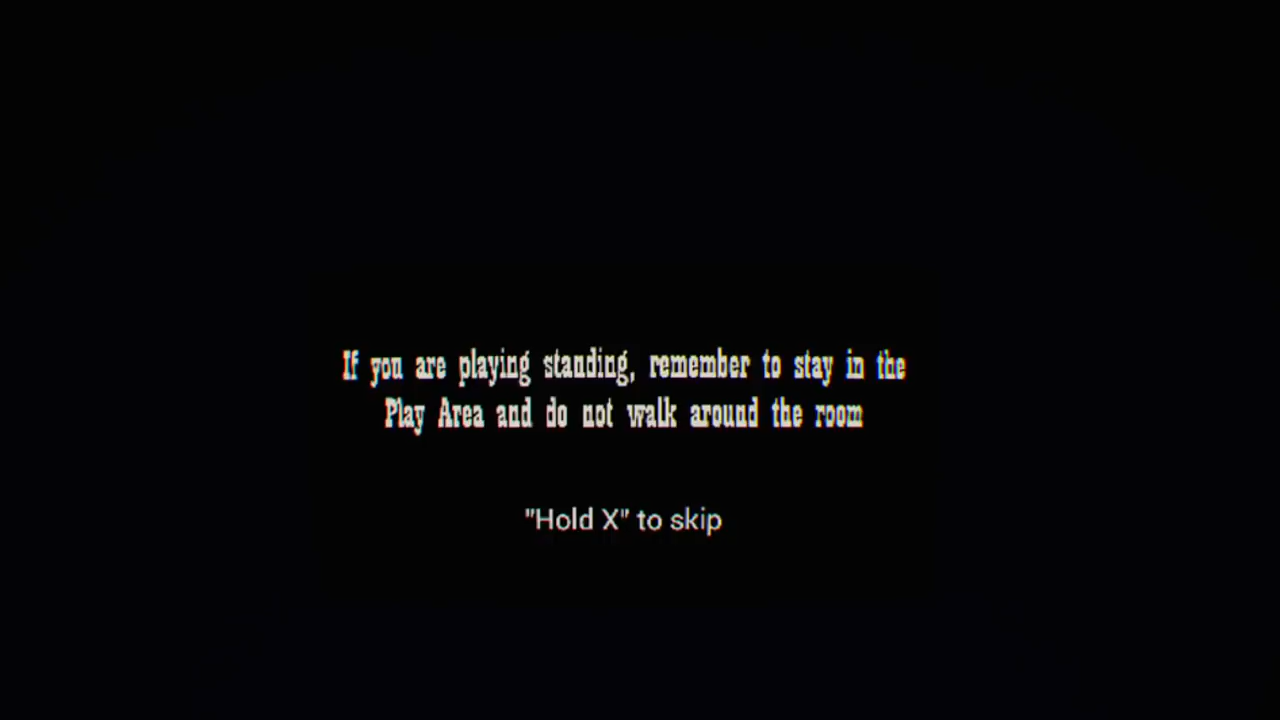 If you are playing standing, remember to stay in the
Play Area and do not walk around the room
"Hold X" to skip